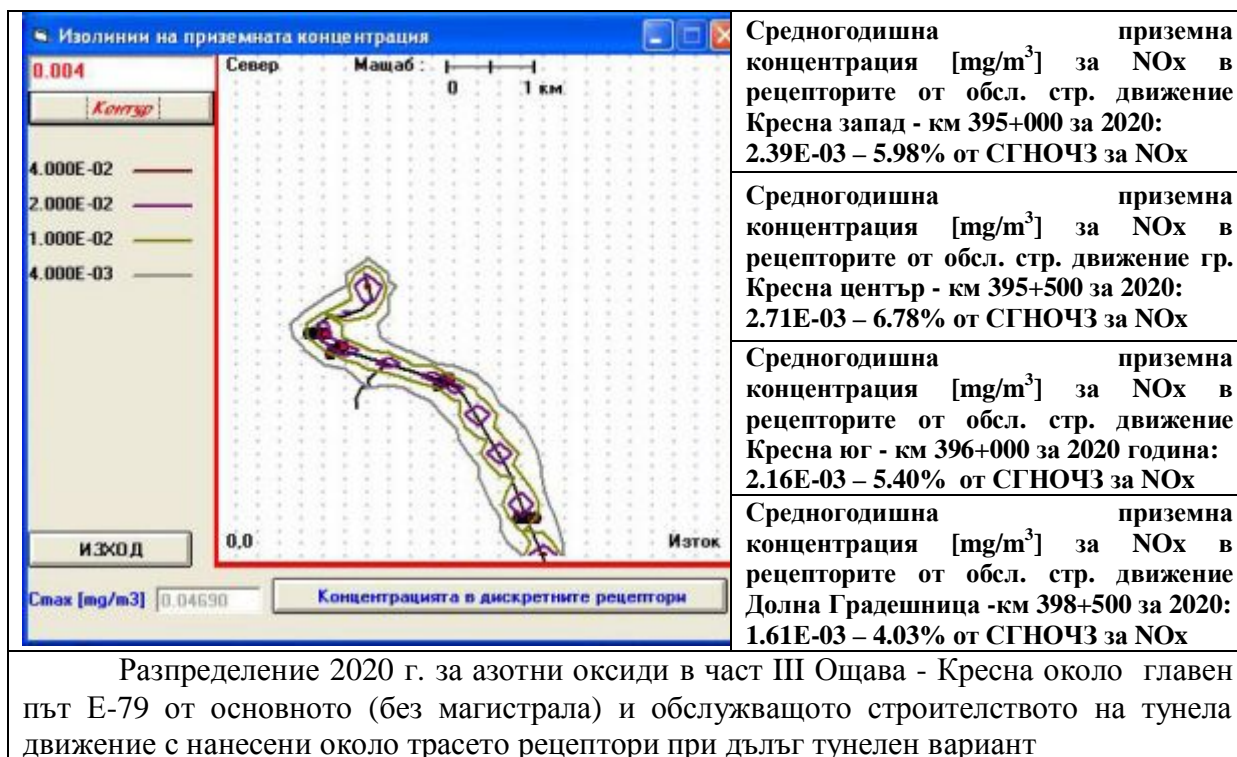 Изолинии на приземната концентрация
0.004
Контур
4.000E-02
2.000E-02
1.000E-02
4.000E-03
ИЗХОД
Север
Мащаб :
0 1 км
0,0
Изток
Cmax [mg/m3] 0.04690
Концентрацията в дискретните рецептори
Средногодишна приземна
концентрация [mg/m³] за NOx в
рецепторите от обсл. стр. движение
Кресна запад - км 395+000 за 2020:
2.39E-03 – 5.98% от СГНОЧЗ за NOx
Средногодишна приземна
концентрация [mg/m³] за NOx в
рецепторите от обсл. стр. движение гр.
Кресна център - км 395+500 за 2020:
2.71E-03 – 6.78% от СГНОЧЗ за NOx
Средногодишна приземна
концентрация [mg/m³] за NOx в
рецепторите от обсл. стр. движение
Кресна юг - км 396+000 за 2020 година:
2.16E-03 – 5.40% от СГНОЧЗ за NOx
Средногодишна приземна
концентрация [mg/m³] за NOx в
рецепторите от обсл. стр. движение
Долна Градешница -км 398+500 за 2020:
1.61E-03 – 4.03% от СГНОЧЗ за NOx
Разпределение 2020 г. за азотни оксиди в част III Ощава - Кресна около главен
път Е-79 от основното (без магистрала) и обслужващото строителството на тунела
движение с нанесени около трасето рецептори при дълъг тунелен вариант